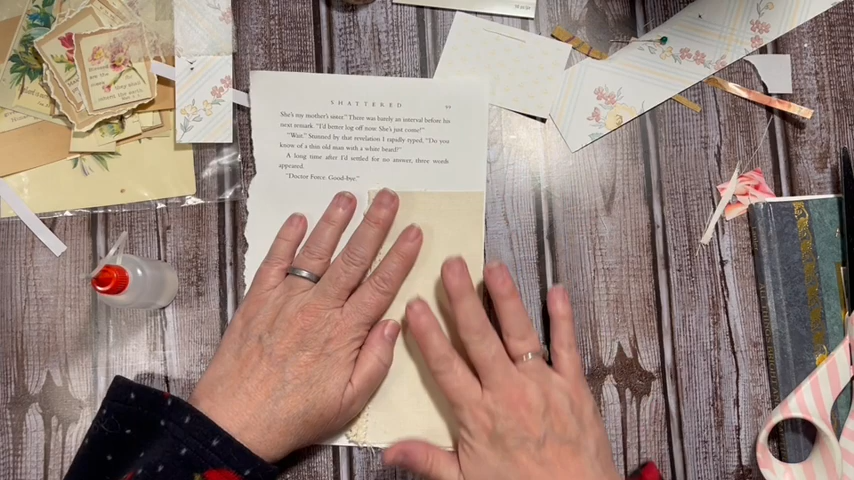 SHATTERED
She's my mother's sister." There was barely an interval before his
next remark. "I'd better log off now. She's just come!"
"Wait." Stunned by that revelation I rapidly typed, "Do you
know of a thin old man with a white beard?"
A long time after I'd settled for no answer, three words
appeared.
"Doctor Force. Good-bye."